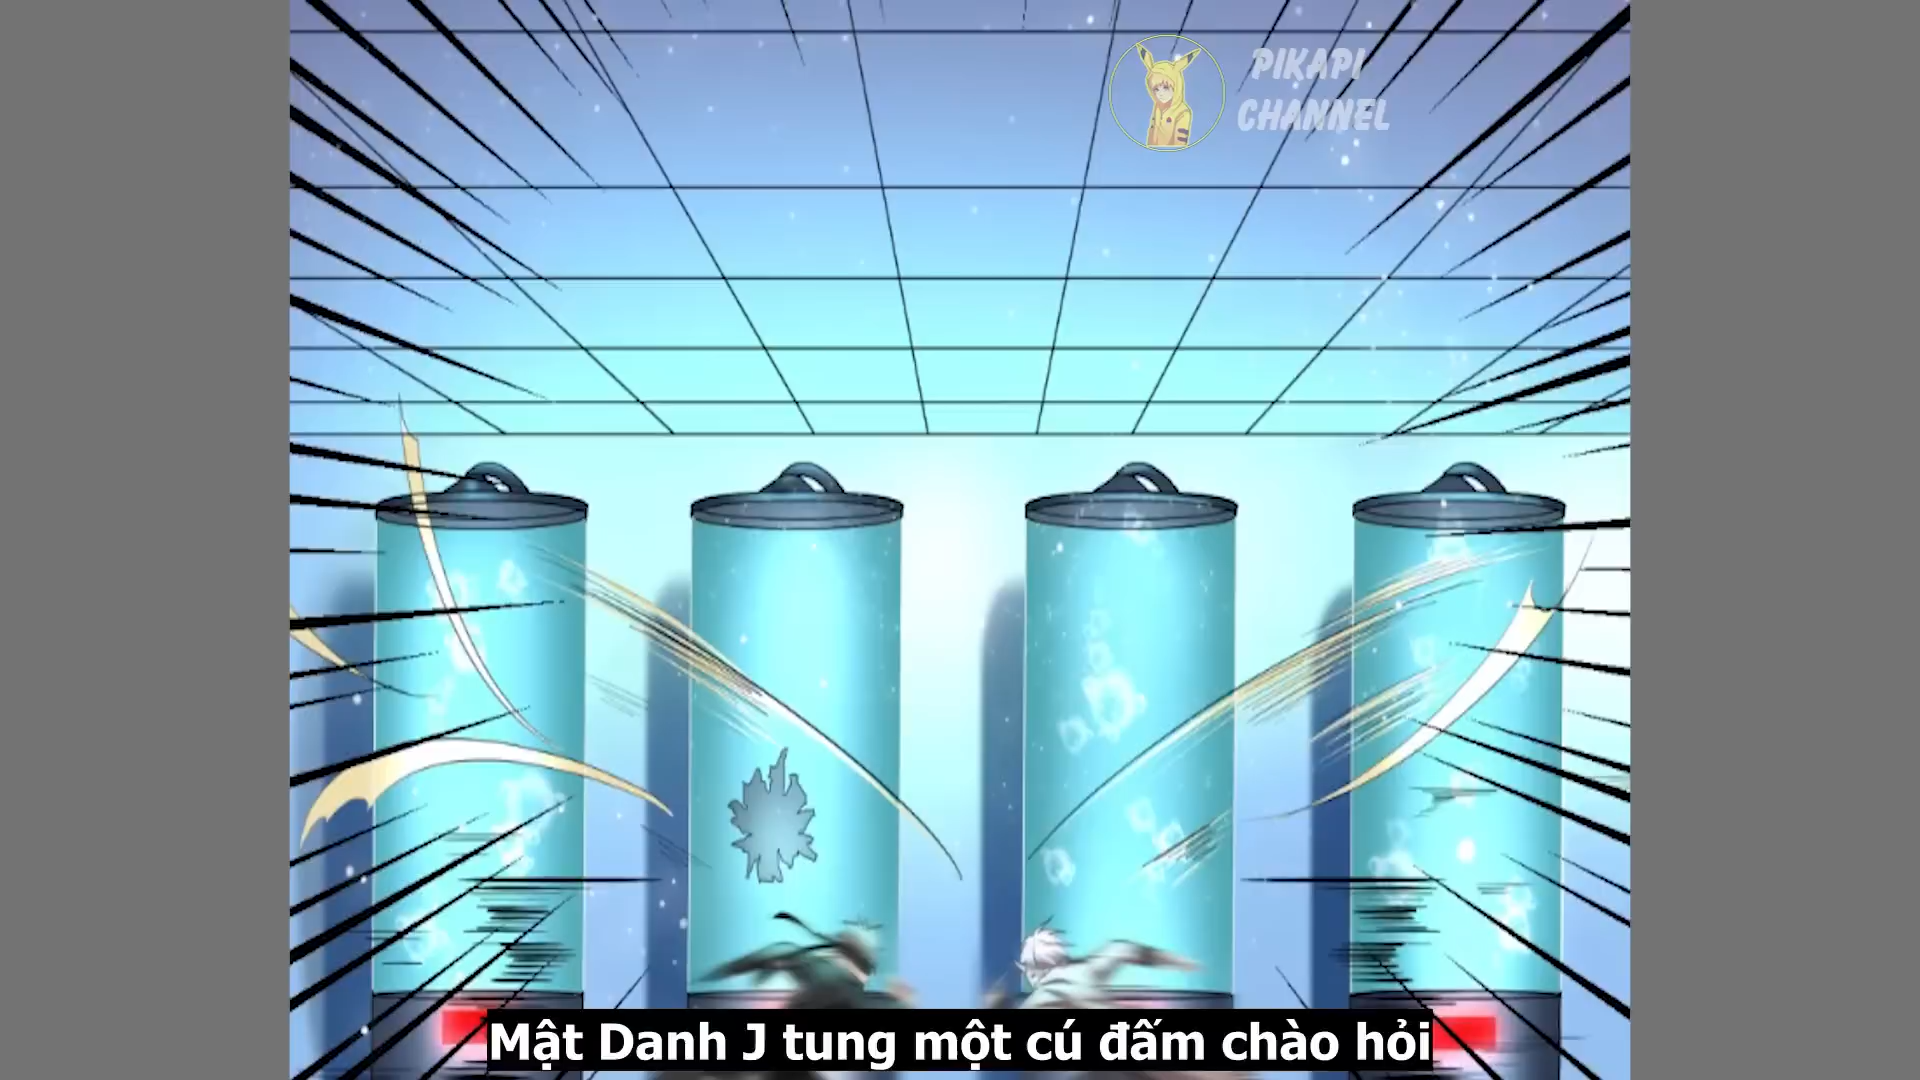 PIKAPI
CHANNEL
Mật Danh J tung một cú đấm chào hỏi